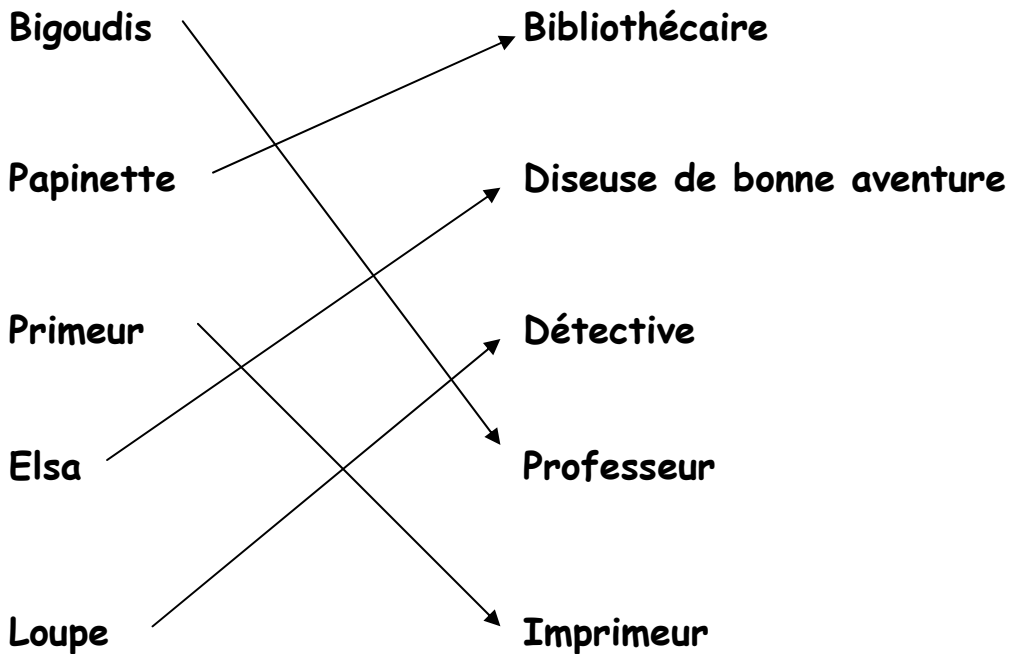 Bigoudis Bibliothécaire
Papinette Diseuse de bonne aventure
Primeur Détective
Elsa Professeur
Loupe Imprimeur